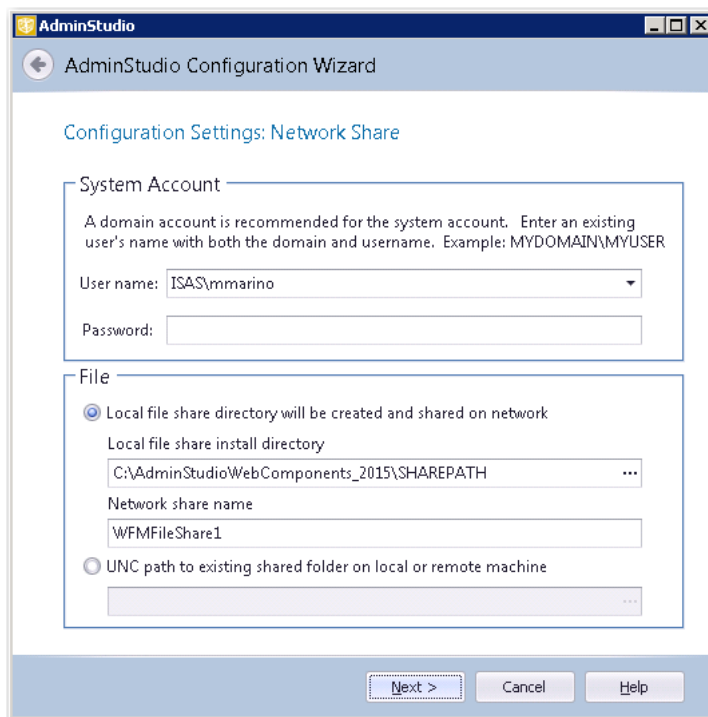 AdminStudio
AdminStudio Configuration Wizard
Configuration Settings: Network Share
System Account
A domain account is recommended for the system account.   Enter an existing
user's name with both the domain and username.  Example: MYDOMAIN\MYUSER
User name: ISAS\mmarino
Password:
File
Local file share directory will be created and shared on network
Local file share install directory
C:\AdminStudioWebComponents_2015\SHAREPATH ...
Network share name
WFMFileShare1
UNC path to existing shared folder on local or remote machine
...
Next > Cancel Help